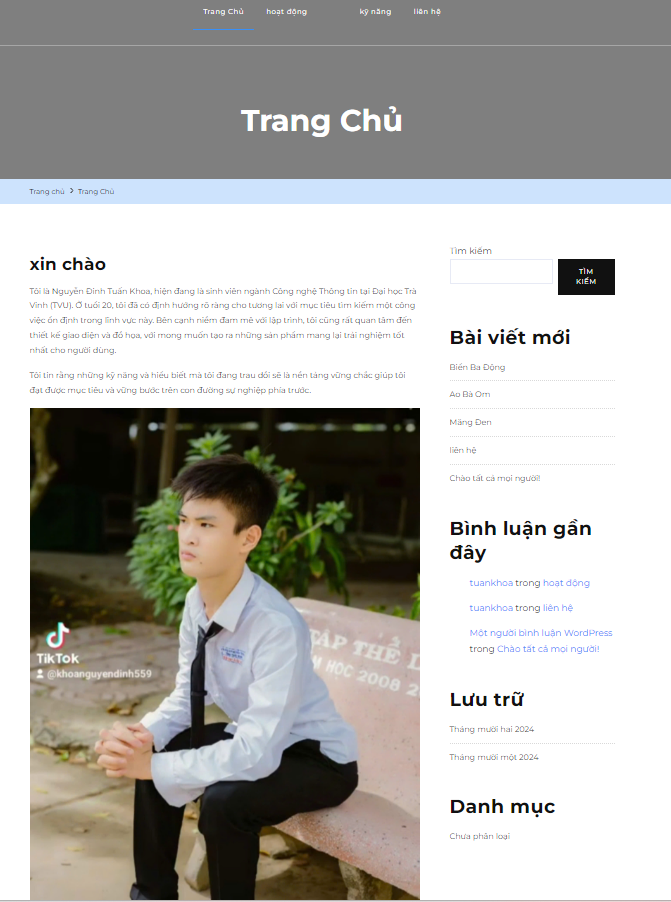 Trang Chủ
hoạt động
kỹ năng
liên hệ
Trang Chủ
Trang chủ > Trang Chủ
xin chào
Tôi là Nguyễn Đình Tuấn Khoa, hiện đang là sinh viên ngành Công nghệ Thông tin tại Đại học Trà
Vinh (TVU). Ở tuổi 20, tôi đã có định hướng rõ ràng cho tương lai với mục tiêu tìm kiếm một công
việc ổn định trong lĩnh vực này. Bên cạnh niềm đam mê với lập trình, tôi cũng rất quan tâm đến
thiết kế giao diện và đồ họa, với mong muốn tạo ra những sản phẩm mang lại trải nghiệm tốt
nhất cho người dùng.
Tôi tin rằng những kỹ năng và hiểu biết mà tôi đang trau dồi sẽ là nền tảng vững chắc giúp tôi
đạt được mục tiêu và vững bước trên con đường sự nghiệp phía trước.
TẬP THỂ L
M HỌC 2008 2
TikTok
@khoanguyendinh559
Tìm kiếm
TÌM
KIẾM
Bài viết mới
Biển Ba Động
Ao Bà Om
Măng Đen
liên hệ
Chào tất cả mọi người!
Bình luận gần
đây
tuankhoa trong hoạt động
tuankhoa trong liên hệ
Một người bình luận WordPress
trong Chào tất cả mọi người!
Lưu trữ
Tháng mười hai 2024
Tháng mười một 2024
Danh mục
Chưa phân loại